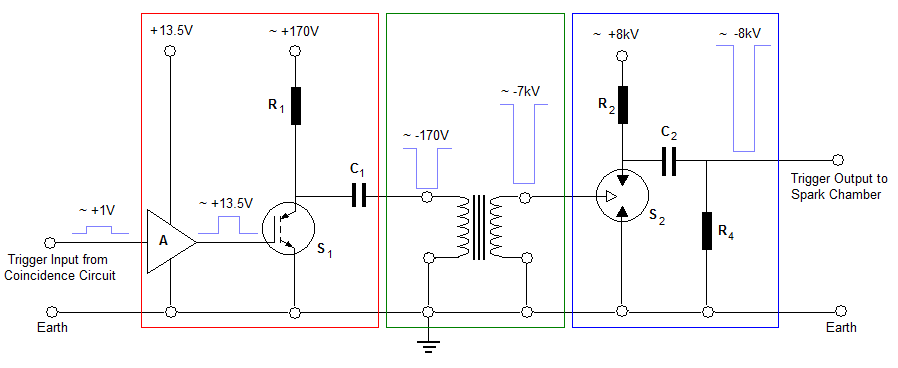 +13.5V
~ +170V
~ +8kV
~ -8kV
R1
R2
~ -7kV
C2
~ -170V
C1
Trigger Output to
Spark Chamber
~ +13.5V
~ +1V
S2
A
S1
R4
Trigger Input from
Coincidence Circuit
Earth
Earth